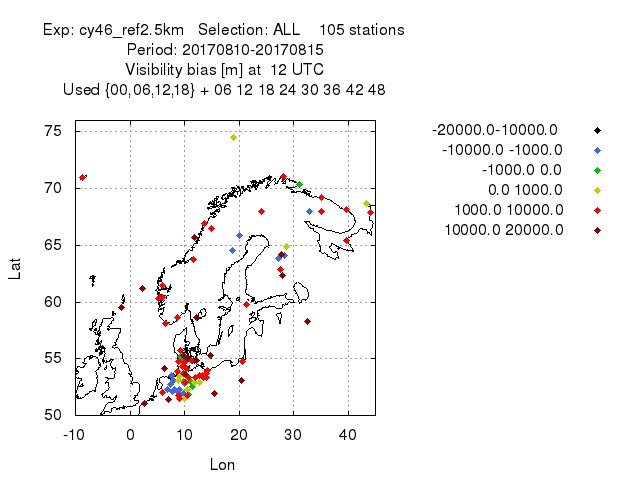 Exp: cy46_ref2.5km   Selection: ALL    105 stations
Period: 20170810-20170815
Visibility bias [m] at  12 UTC
Used {00,06,12,18} + 06 12 18 24 30 36 42 48
-20000.0-10000.0
-10000.0 -1000.0
-1000.0 0.0
0.0 1000.0
1000.0 10000.0
10000.0 20000.0
75
70
65
60
55
50
Lat
-10 0 10 20 30 40
Lon